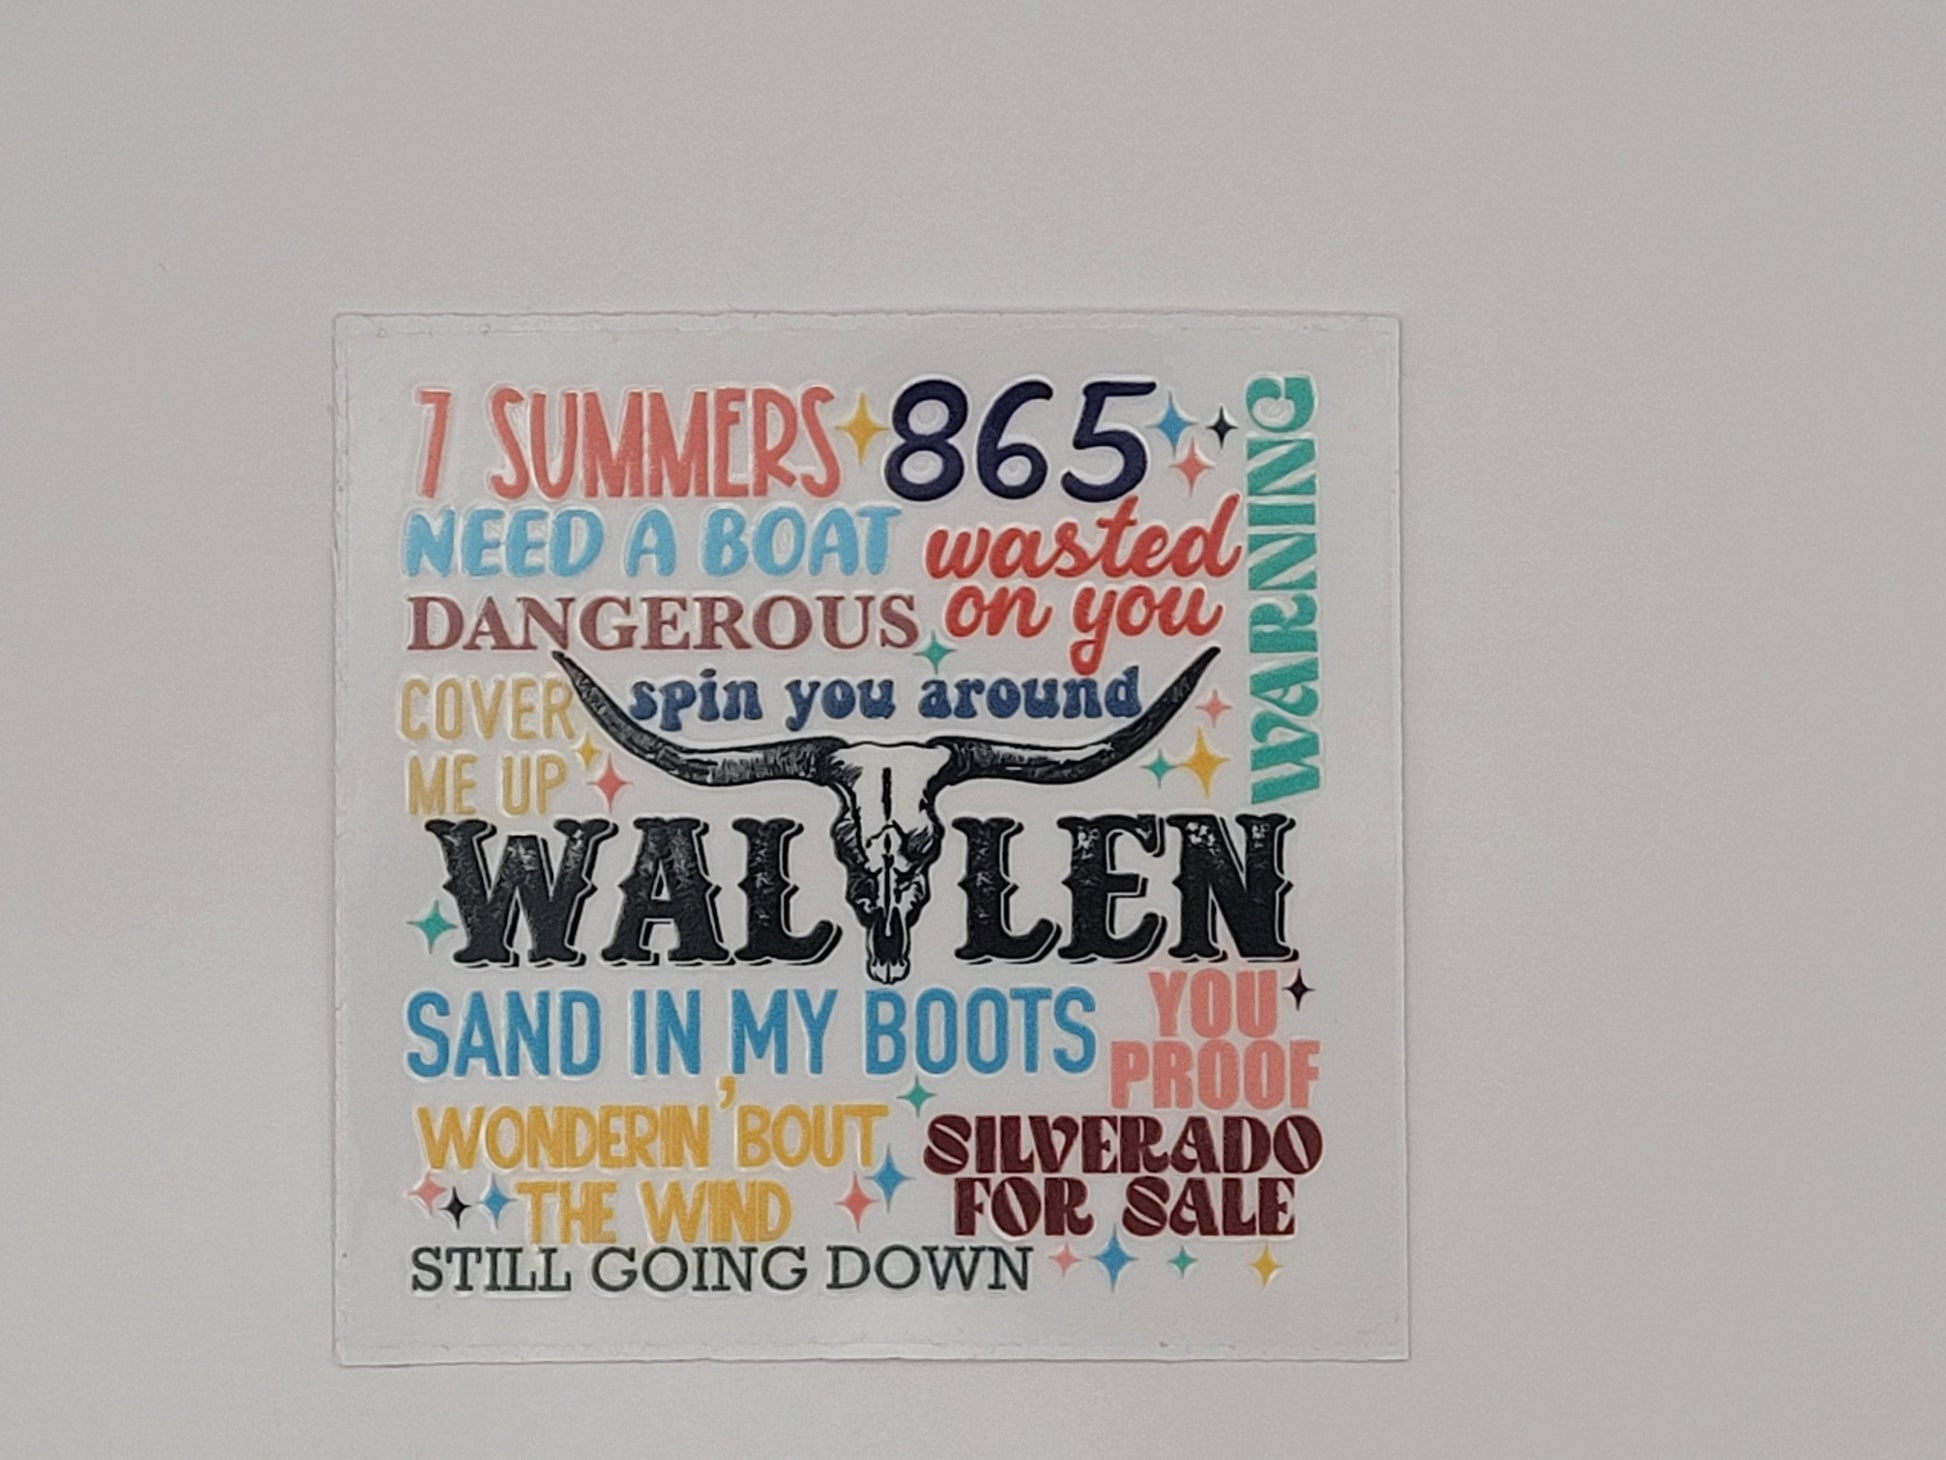 7 SUMMERS
865
NEED A BOAT
wasted
on you
WARNING
DANGEROUS
COVER
ME UP
spin you around
WALLEN
SAND IN MY BOOTS
YOU
PROOF
WONDERIN 'BOUT
THE WIND
SILVERADO
FOR SALE
STILL GOING DOWN